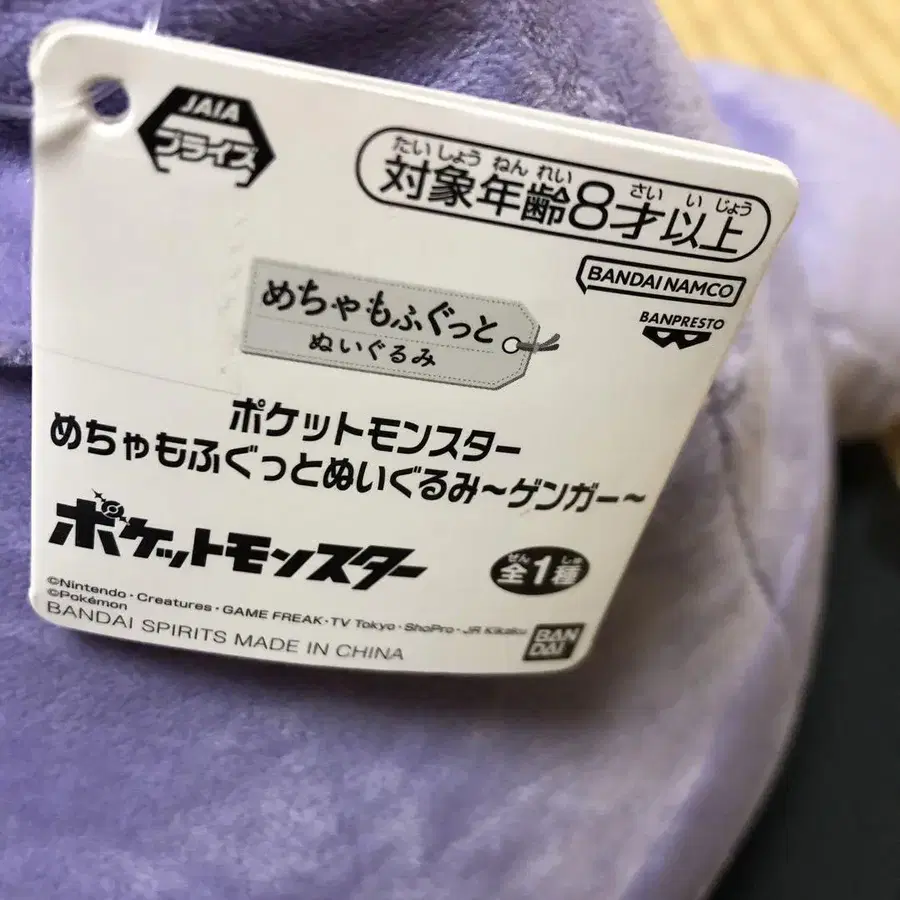 JAIA
プライズ
たいしょうねんれい さいいじょう
対象年齢8才以上
BANDAI NAMCO
BANPRESTO
めちゃもふぐっと
ぬいぐるみ
ポケットモンスター
めちゃもふぐっとぬいぐるみ～ゲンガー～
ポケットモンスター
ぜん しゅ
全1種
©Nintendo・Creatures・GAME FREAK・TV Tokyo・ShoPro・JR Kikaku
©Pokémon
BANDAI SPIRITS MADE IN CHINA
BAN
DAI